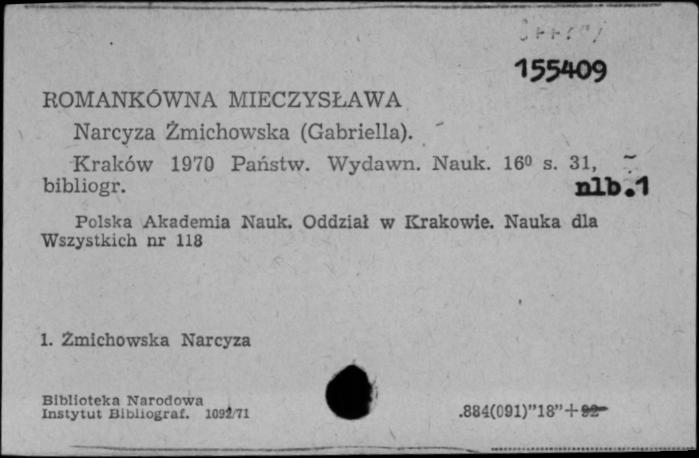 155409
ROMANKÓWNA MIECZYSŁAWA
Narcyza Żmichowska (Gabriella).
Kraków 1970 Państw. Wydawn. Nauk. 16⁰ s. 31,
bibliogr. nlb.1
Polska Akademia Nauk. Oddział w Krakowie. Nauka dla
Wszystkich nr 118
1. Żmichowska Narcyza
Biblioteka Narodowa
Instytut Bibliograf. 1092/71 .884(091)"18"+92